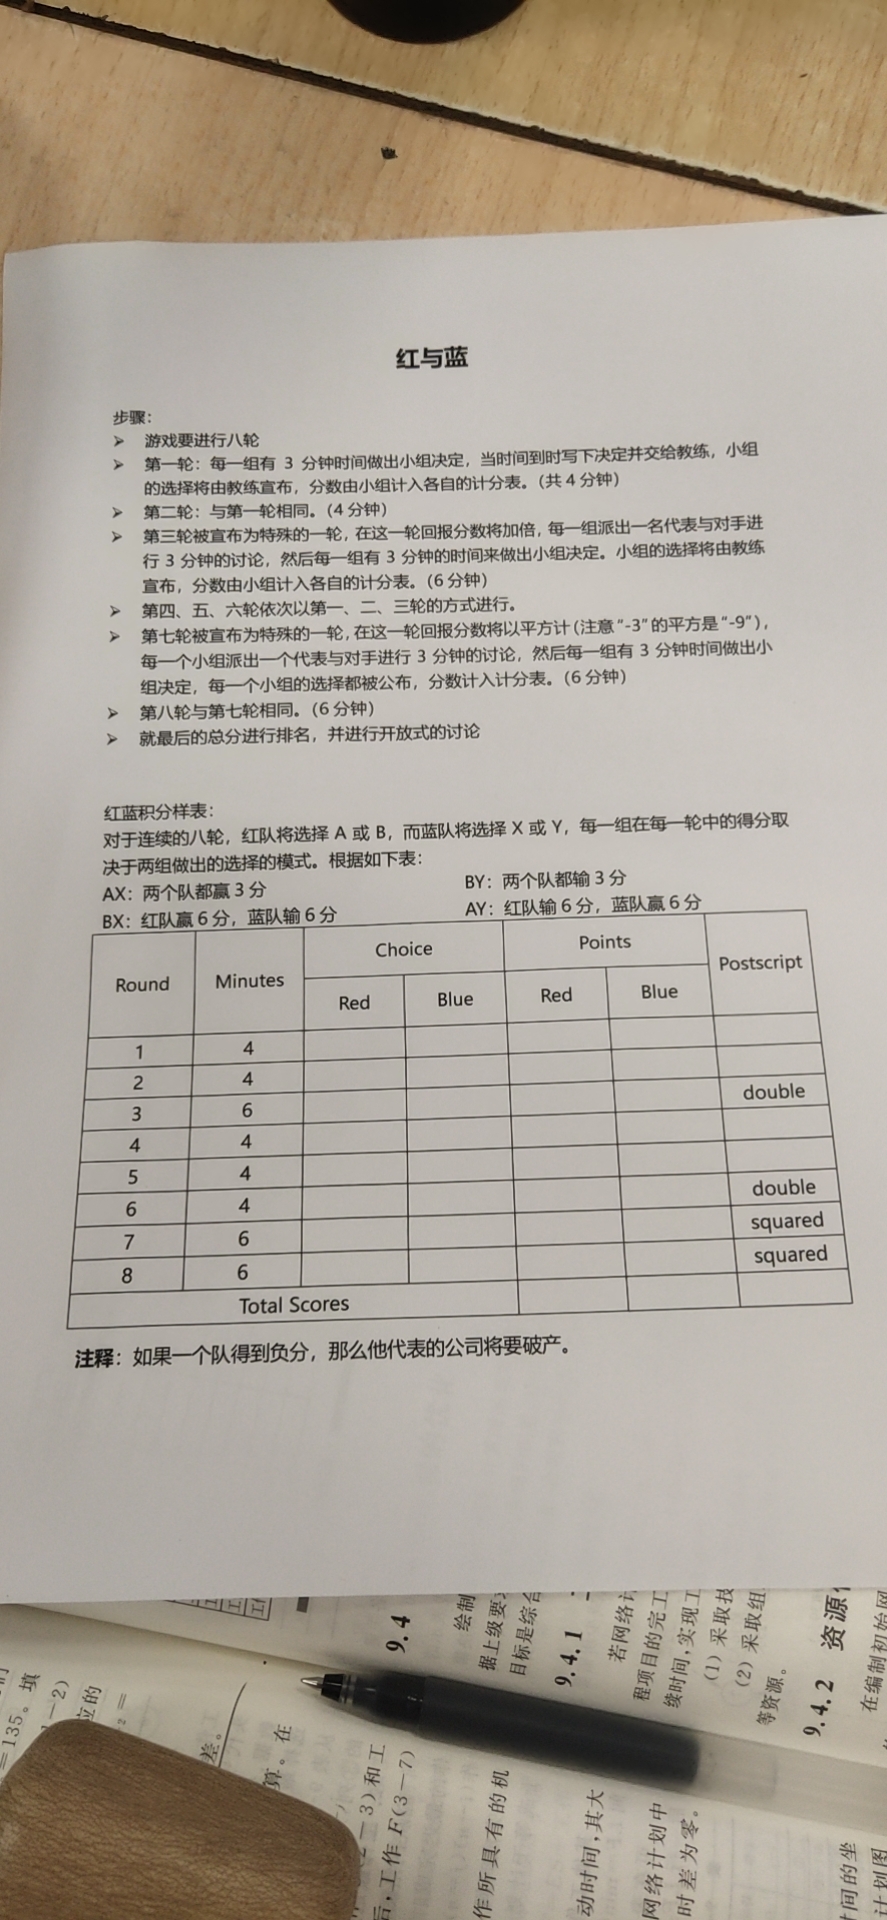 红与蓝
步骤：
➢ 游戏要进行八轮
➢ 第一轮：每一组有 3 分钟时间做出小组决定，当时间到时写下决定并交给教练，小组
的选择将由教练宣布，分数由小组计入各自的计分表。（共 4 分钟）
➢ 第二轮：与第一轮相同。（4 分钟）
➢ 第三轮被宣布为特殊的一轮，在这一轮回报分数将加倍，每一组派出一名代表与对手进
行 3 分钟的讨论，然后每一组有 3 分钟的时间来做出小组决定。小组的选择将由教练
宣布，分数由小组计入各自的计分表。（6 分钟）
➢ 第四、五、六轮依次以第一、二、三轮的方式进行。
➢ 第七轮被宣布为特殊的一轮，在这一轮回报分数将以平方计（注意“-3”的平方是“-9”），
每一个小组派出一个代表与对手进行 3 分钟的讨论，然后每一组有 3 分钟时间做出小
组决定，每一个小组的选择都被公布，分数计入计分表。（6 分钟）
➢ 第八轮与第七轮相同。（6 分钟）
➢ 就最后的总分进行排名，并进行开放式的讨论
红蓝积分样表：
对于连续的八轮，红队将选择 A 或 B，而蓝队将选择 X 或 Y，每一组在每一轮中的得分取
决于两组做出的选择的模式。根据如下表：
AX：两个队都赢 3 分 BY：两个队都输 3 分
BX：红队赢 6 分，蓝队输 6 分 AY：红队输 6 分，蓝队赢 6 分
Round Minutes Choice Points Postscript
Red Blue Red Blue
1 4
2 4
3 6 double
4 4
5 4
6 4 double
7 6 squared
8 6 squared
Total Scores
注释：如果一个队得到负分，那么他代表的公司将要破产。
9.4
绘制
据上级要
目标是综合
9.4.1
若网络计
程项目的完工
续时间，实现工
（1）采取技
（2）采取组
等资源。
9.4.2 资源
在编制初始网
=135。填
应的
差。
算。在
3）和工
后，工作 F(3－7)
作所具有的机
动时间，其大
网络计划中
时差为零。
间的坐
计划图